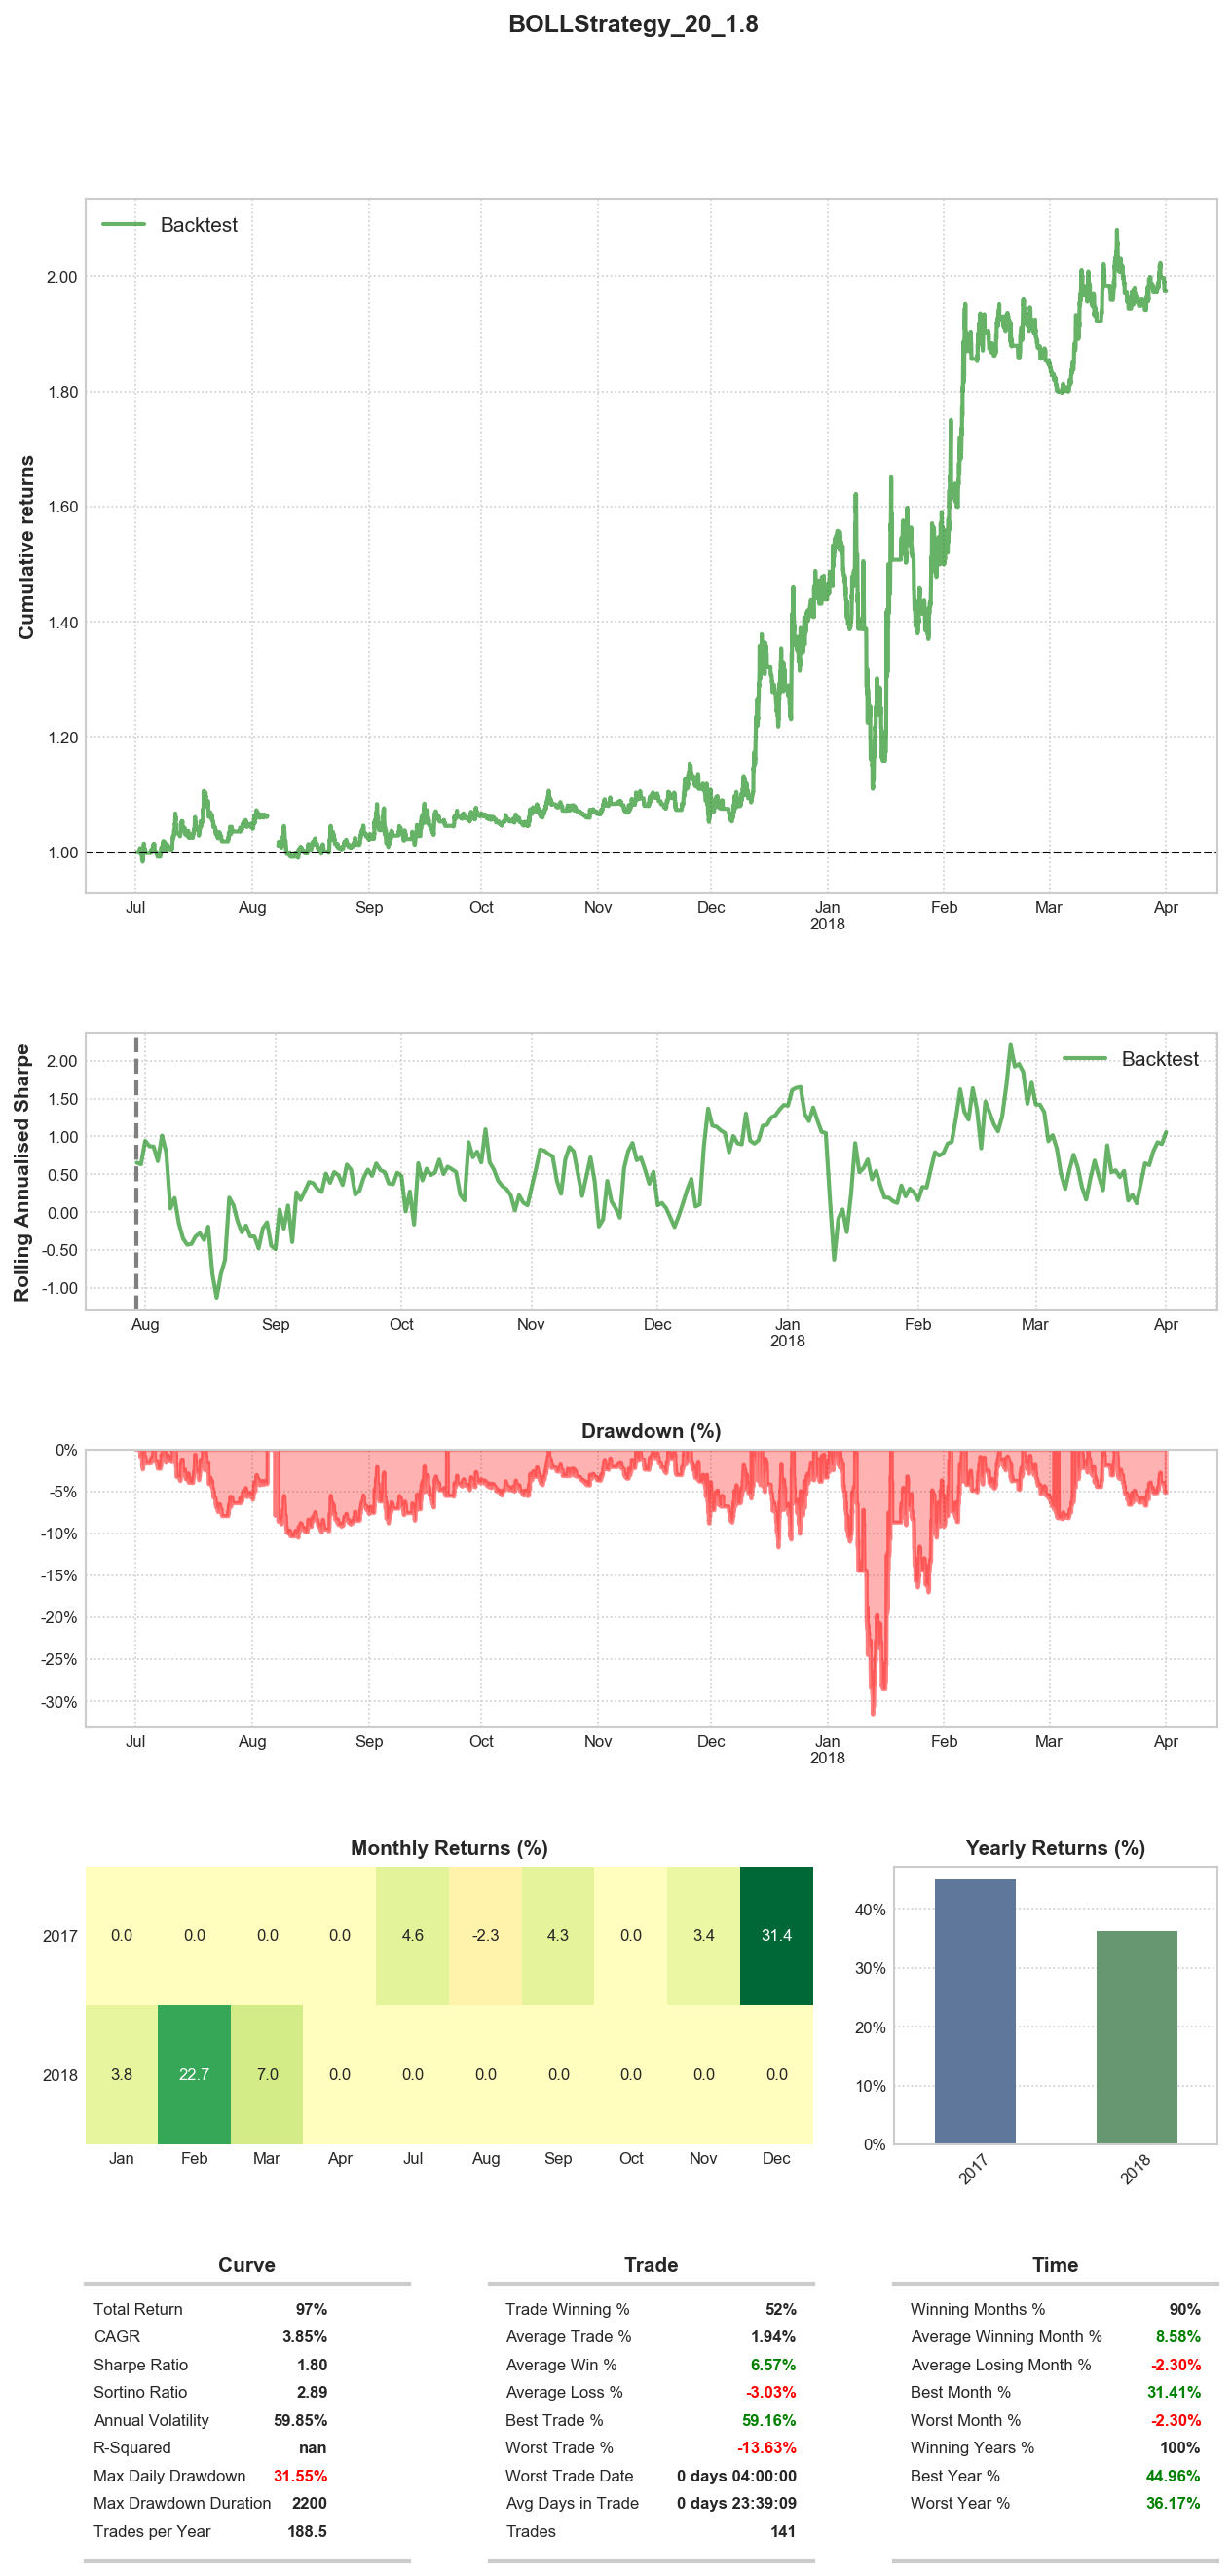 BOLLStrategy_20_1.8
Backtest
Cumulative returns
2.00
1.80
1.60
1.40
1.20
1.00
Jul Aug Sep Oct Nov Dec Jan Feb Mar Apr
2018
Backtest
Rolling Annualised Sharpe
2.00
1.50
1.00
0.50
0.00
-0.50
-1.00
Aug Sep Oct Nov Dec Jan Feb Mar Apr
2018
Drawdown (%)
0%
-5%
-10%
-15%
-20%
-25%
-30%
Jul Aug Sep Oct Nov Dec Jan Feb Mar Apr
2018
Monthly Returns (%)
2017 0.0 0.0 0.0 0.0 4.6 -2.3 4.3 0.0 3.4 31.4
2018 3.8 22.7 7.0 0.0 0.0 0.0 0.0 0.0 0.0 0.0
Jan Feb Mar Apr Jul Aug Sep Oct Nov Dec
Yearly Returns (%)
40%
30%
20%
10%
0%
2017 2018
Curve
Total Return 97%
CAGR 3.85%
Sharpe Ratio 1.80
Sortino Ratio 2.89
Annual Volatility 59.85%
R-Squared nan
Max Daily Drawdown 31.55%
Max Drawdown Duration 2200
Trades per Year 188.5
Trade
Trade Winning % 52%
Average Trade % 1.94%
Average Win % 6.57%
Average Loss % -3.03%
Best Trade % 59.16%
Worst Trade % -13.63%
Worst Trade Date 0 days 04:00:00
Avg Days in Trade 0 days 23:39:09
Trades 141
Time
Winning Months % 90%
Average Winning Month % 8.58%
Average Losing Month % -2.30%
Best Month % 31.41%
Worst Month % -2.30%
Winning Years % 100%
Best Year % 44.96%
Worst Year % 36.17%